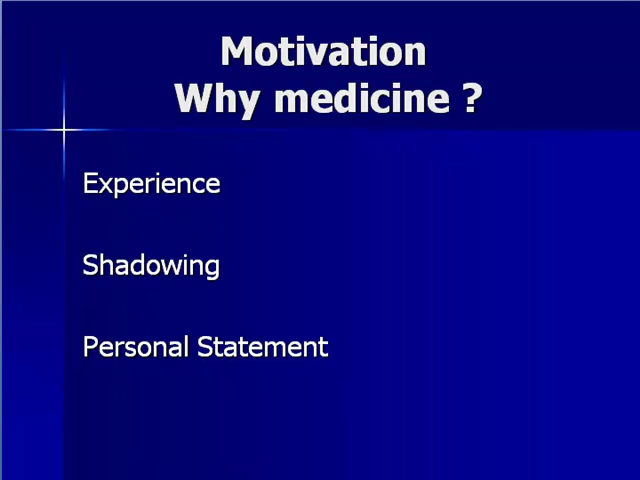 Motivation
Why medicine ?
Experience
Shadowing
Personal Statement